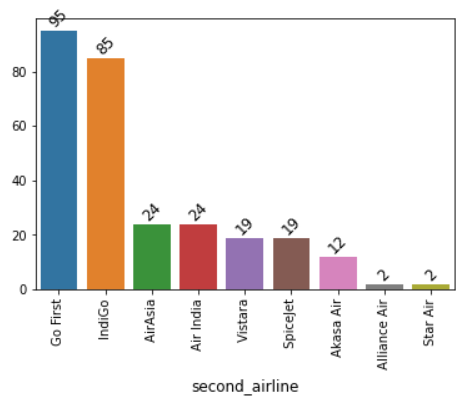 95
85
24
24
19
19
12
2
2
80
60
40
20
0
Go First
IndiGo
AirAsia
Air India
Vistara
SpiceJet
Akasa Air
Alliance Air
Star Air
second_airline